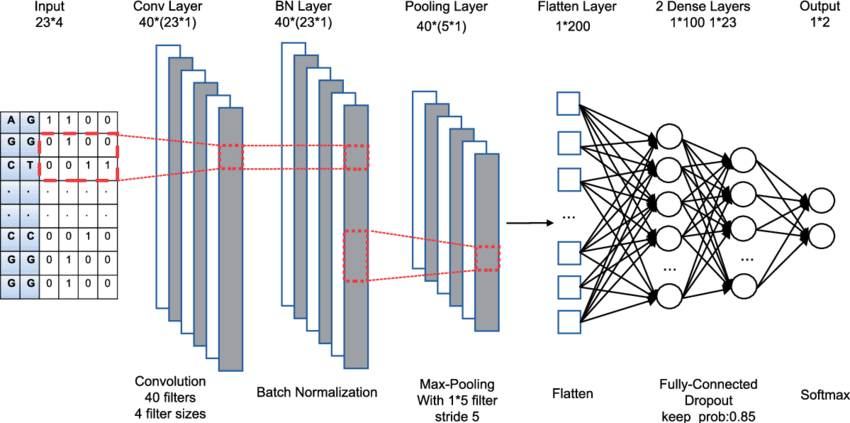 Input
23*4
Conv Layer
40*(23*1)
BN Layer
40*(23*1)
Pooling Layer
40*(5*1)
Flatten Layer
1*200
2 Dense Layers
1*100 1*23
Output
1*2
A G 1 1 0 0
G G 0 1 0 0
C T 0 0 1 1
. . . . . .
. . . . . .
C C 0 0 1 0
G G 0 1 0 0
G G 0 1 0 0
...
...
...
Convolution
40 filters
4 filter sizes
Batch Normalization
Max-Pooling
With 1*5 filter
stride 5
Flatten
Fully-Connected
Dropout
keep_prob:0.85
Softmax